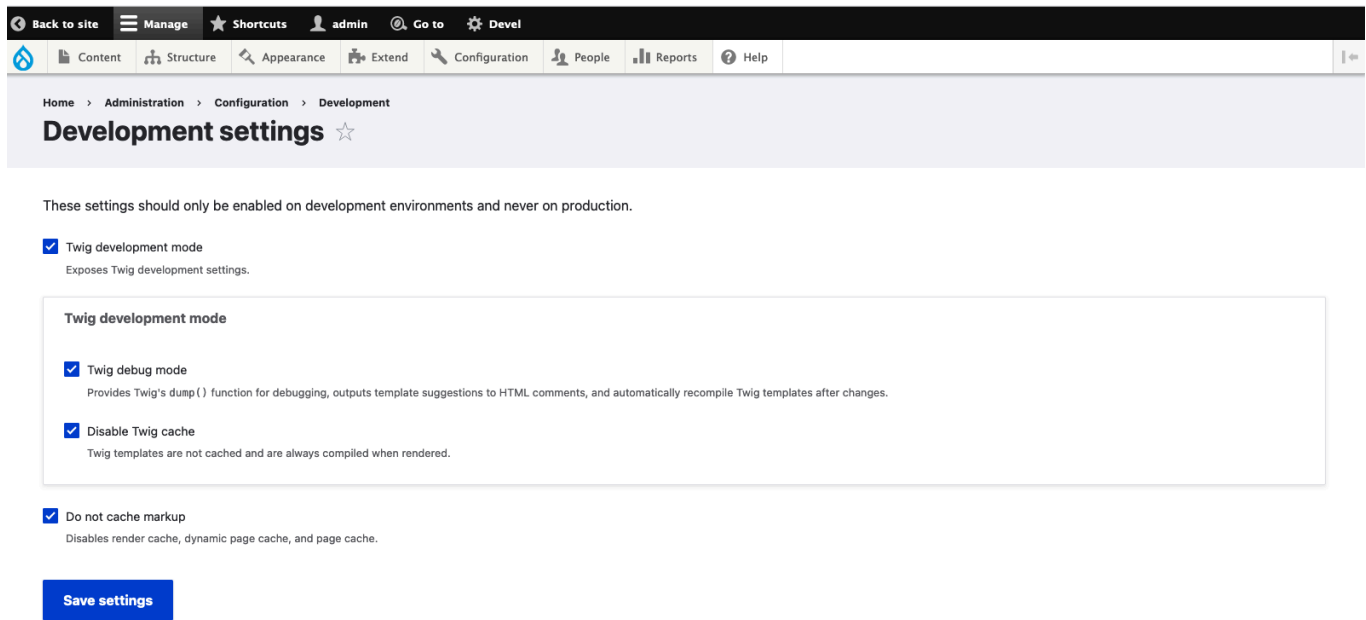 Back to site Manage Shortcuts admin Go to Devel
Content Structure Appearance Extend Configuration People Reports Help
Home › Administration › Configuration › Development
Development settings
These settings should only be enabled on development environments and never on production.
Twig development mode
Exposes Twig development settings.
Twig development mode
Twig debug mode
Provides Twig's dump() function for debugging, outputs template suggestions to HTML comments, and automatically recompile Twig templates after changes.
Disable Twig cache
Twig templates are not cached and are always compiled when rendered.
Do not cache markup
Disables render cache, dynamic page cache, and page cache.
Save settings